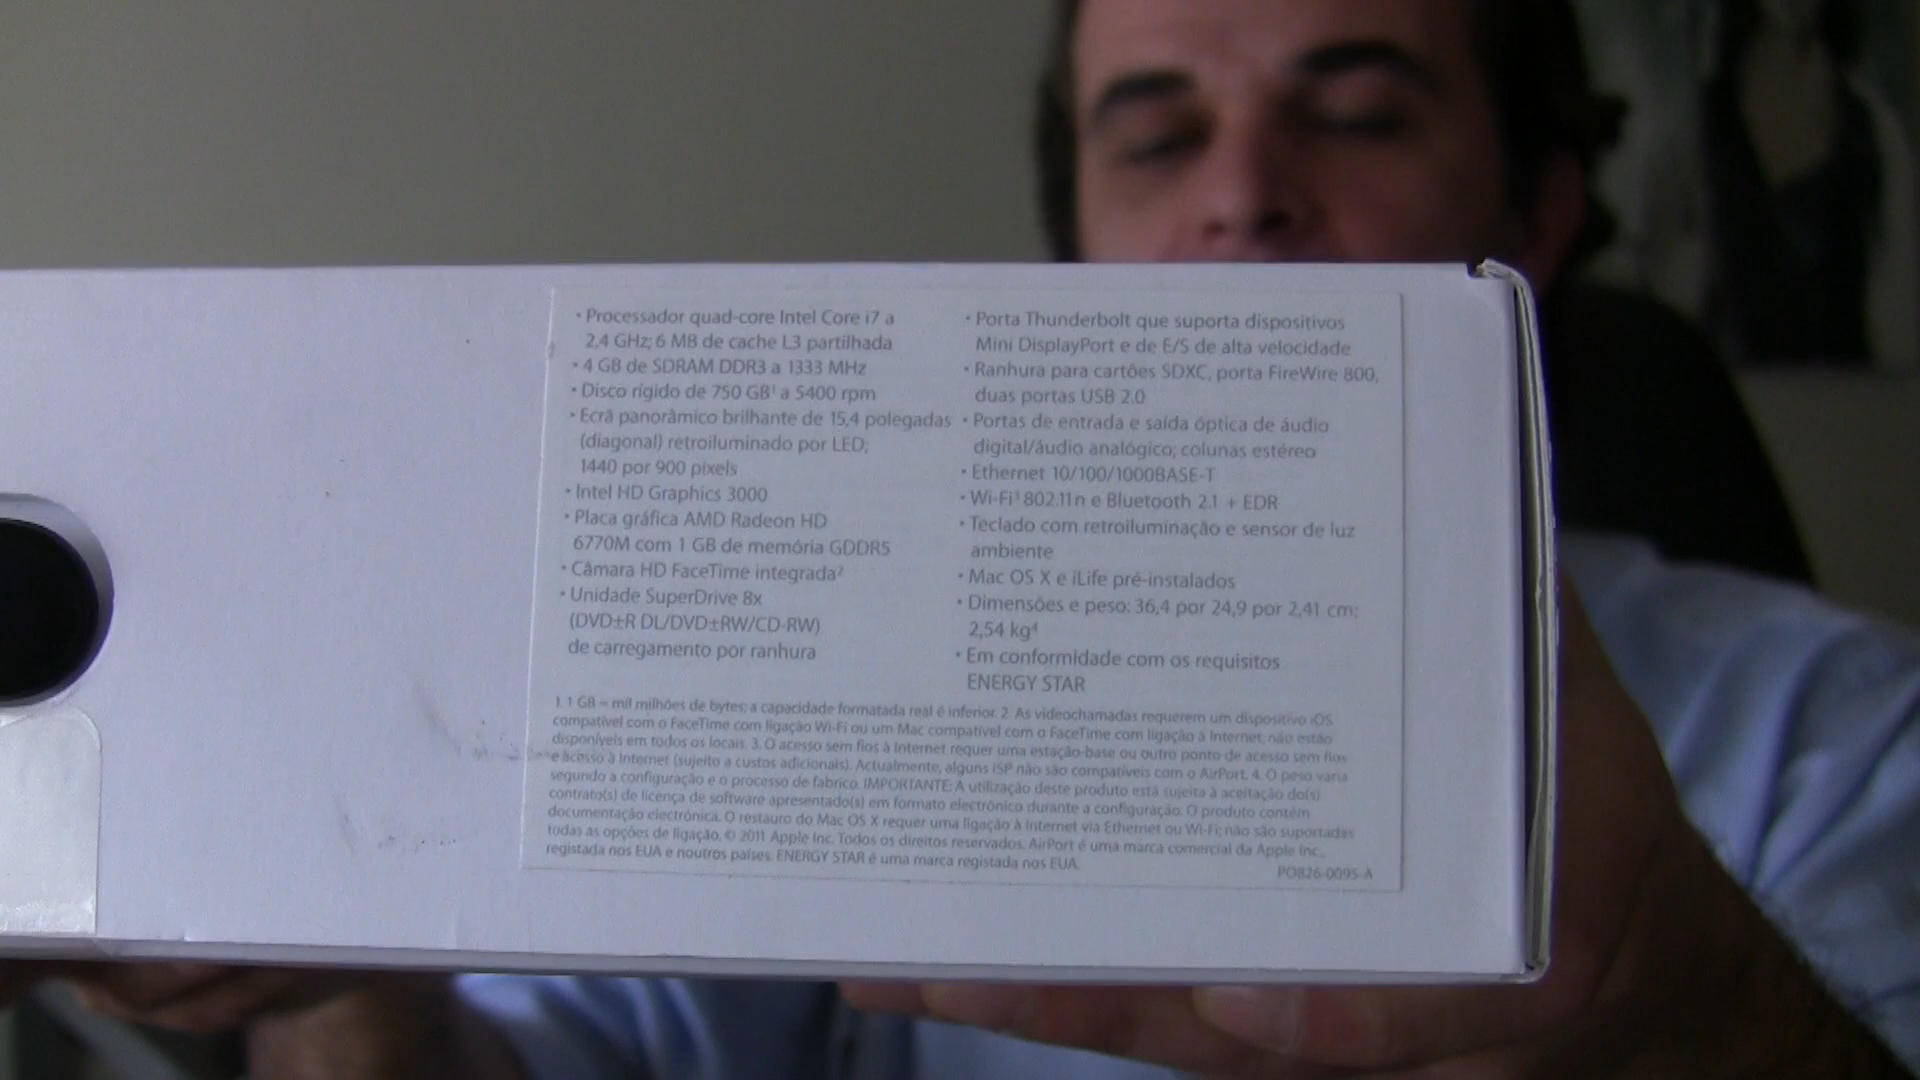 • Processador quad-core Intel Core i7 a
2,4 GHz; 6 MB de cache L3 partilhada
• 4 GB de SDRAM DDR3 a 1333 MHz
• Disco rígido de 750 GB¹ a 5400 rpm
• Ecrã panorâmico brilhante de 15,4 polegadas
(diagonal) retroiluminado por LED;
1440 por 900 pixels
• Intel HD Graphics 3000
• Placa gráfica AMD Radeon HD
6770M com 1 GB de memória GDDR5
• Câmara HD FaceTime integrada²
• Unidade SuperDrive 8x
(DVD±R DL/DVD±RW/CD-RW)
de carregamento por ranhura
• Porta Thunderbolt que suporta dispositivos
Mini DisplayPort e de E/S de alta velocidade
• Ranhura para cartões SDXC, porta FireWire 800,
duas portas USB 2.0
• Portas de entrada e saída óptica de áudio
digital/áudio analógico; colunas estéreo
• Ethernet 10/100/1000BASE-T
• Wi-Fi³ 802.11n e Bluetooth 2.1 + EDR
• Teclado com retroiluminação e sensor de luz
ambiente
• Mac OS X e iLife pré-instalados
• Dimensões e peso: 36,4 por 24,9 por 2,41 cm;
2,54 kg⁴
• Em conformidade com os requisitos
ENERGY STAR
1. 1 GB = mil milhões de bytes; a capacidade formatada real é inferior. 2. As videochamadas requerem um dispositivo iOS
compatível com o FaceTime com ligação Wi-Fi ou um Mac compatível com o FaceTime com ligação à Internet; não estão
disponíveis em todos os locais. 3. O acesso sem fios à Internet requer uma estação-base ou outro ponto de acesso sem fios
e acesso à Internet (sujeito a custos adicionais). Actualmente, alguns ISP não são compatíveis com o AirPort. 4. O peso varia
segundo a configuração e o processo de fabrico. IMPORTANTE: A utilização deste produto está sujeita à aceitação do(s)
contrato(s) de licença de software apresentado(s) em formato electrónico durante a configuração. O produto contém
documentação electrónica. O restauro do Mac OS X requer uma ligação à Internet via Ethernet ou Wi-Fi; não são suportadas
todas as opções de ligação. © 2011 Apple Inc. Todos os direitos reservados. AirPort é uma marca comercial da Apple Inc.,
registada nos EUA e noutros países. ENERGY STAR é uma marca registada nos EUA.
PO826-0095-A